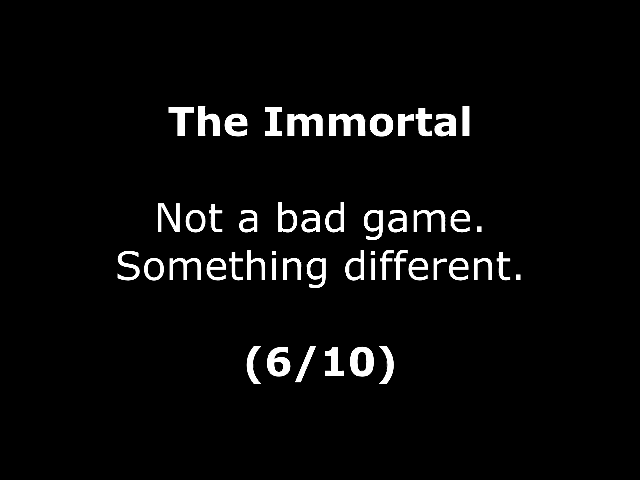 The Immortal
Not a bad game.
Something different.
(6/10)